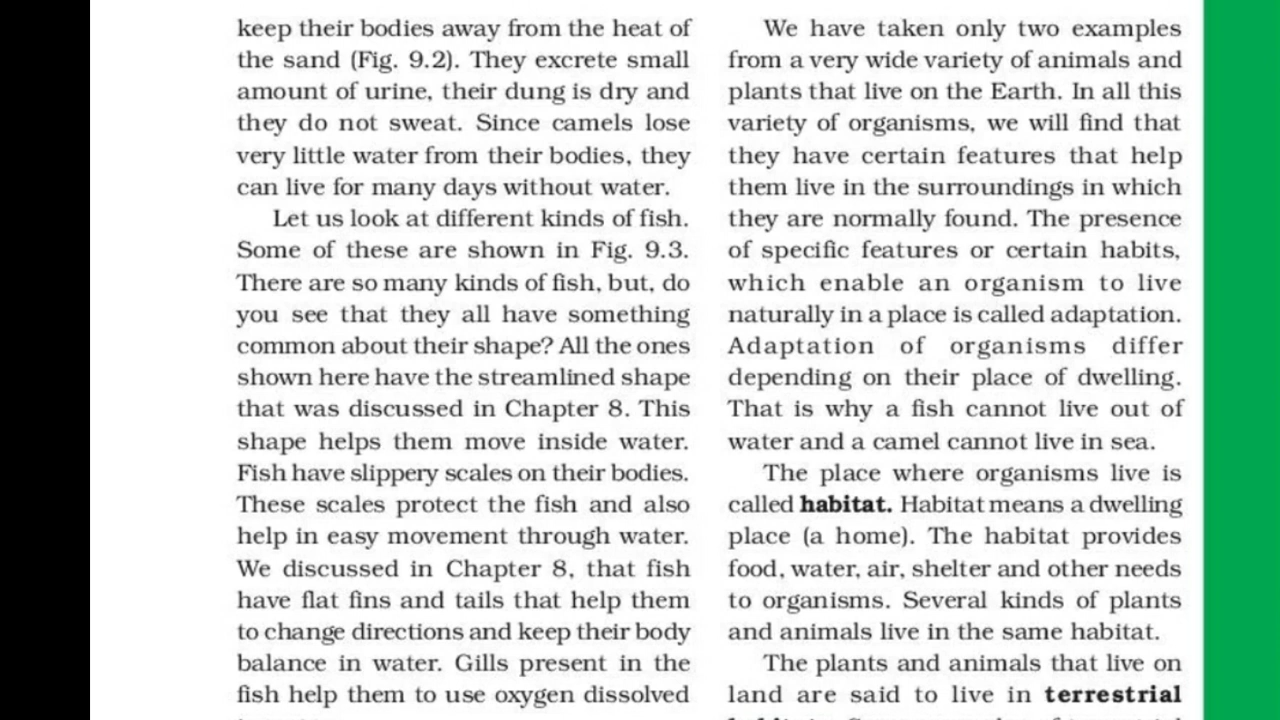 keep their bodies away from the heat of
the sand (Fig. 9.2). They excrete small
amount of urine, their dung is dry and
they do not sweat. Since camels lose
very little water from their bodies, they
can live for many days without water.
Let us look at different kinds of fish.
Some of these are shown in Fig. 9.3.
There are so many kinds of fish, but, do
you see that they all have something
common about their shape? All the ones
shown here have the streamlined shape
that was discussed in Chapter 8. This
shape helps them move inside water.
Fish have slippery scales on their bodies.
These scales protect the fish and also
help in easy movement through water.
We discussed in Chapter 8, that fish
have flat fins and tails that help them
to change directions and keep their body
balance in water. Gills present in the
fish help them to use oxygen dissolved
We have taken only two examples
from a very wide variety of animals and
plants that live on the Earth. In all this
variety of organisms, we will find that
they have certain features that help
them live in the surroundings in which
they are normally found. The presence
of specific features or certain habits,
which enable an organism to live
naturally in a place is called adaptation.
Adaptation of organisms differ
depending on their place of dwelling.
That is why a fish cannot live out of
water and a camel cannot live in sea.
The place where organisms live is
called habitat. Habitat means a dwelling
place (a home). The habitat provides
food, water, air, shelter and other needs
to organisms. Several kinds of plants
and animals live in the same habitat.
The plants and animals that live on
land are said to live in terrestrial